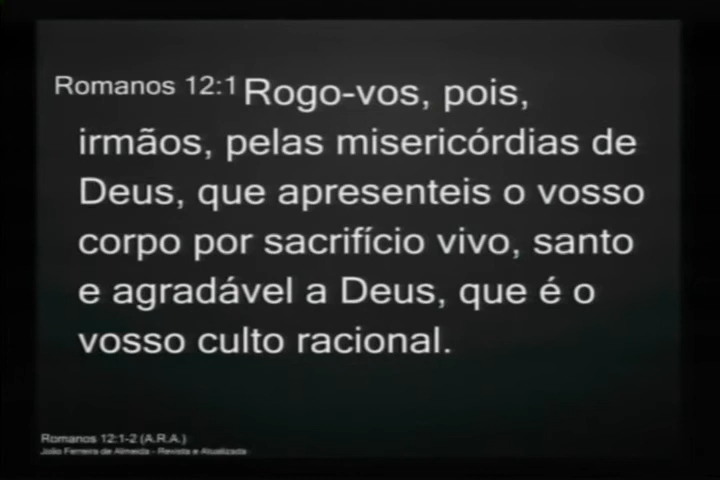 Romanos 12:1 Rogo-vos, pois,
irmãos, pelas misericórdias de
Deus, que apresenteis o vosso
corpo por sacrifício vivo, santo
e agradável a Deus, que é o
vosso culto racional.
Romanos 12:1-2 (A.R.A.)
João Ferreira de Almeida - Revista e Atualizada